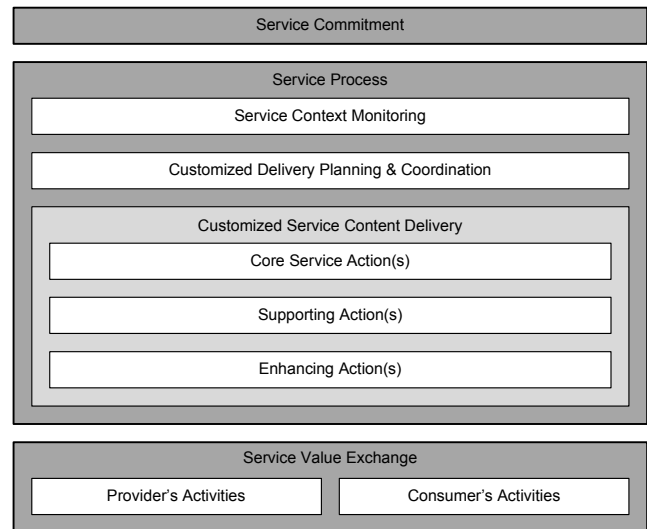 Service Commitment
Service Process
Service Context Monitoring
Customized Delivery Planning & Coordination
Customized Service Content Delivery
Core Service Action(s)
Supporting Action(s)
Enhancing Action(s)
Service Value Exchange
Provider's Activities
Consumer's Activities